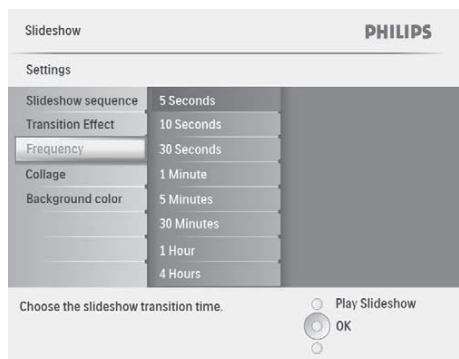 Slideshow
PHILIPS
Settings
Slideshow sequence
Transition Effect
Frequency
Collage
Background color
5 Seconds
10 Seconds
30 Seconds
1 Minute
5 Minutes
30 Minutes
1 Hour
4 Hours
Choose the slideshow transition time.
Play Slideshow
OK